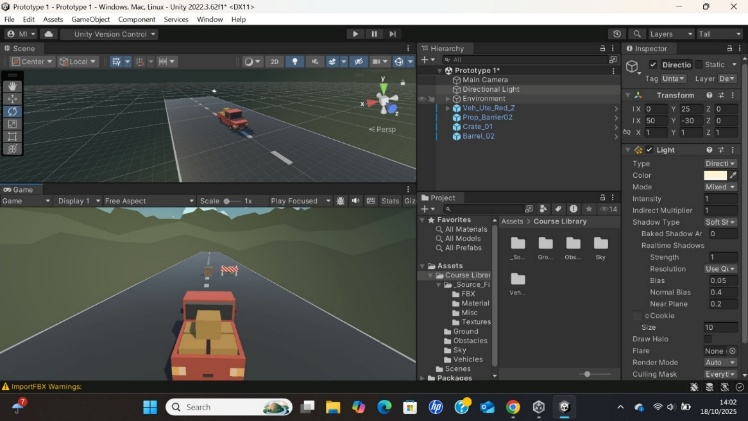 Prototype 1 - Prototype 1 - Windows, Mac, Linux - Unity 2022.3.62f1* <DX11>
File Edit Assets GameObject Component Services Window Help
MI Unity Version Control Layers Tall
Scene
Center Local 2D
y
x
z
Persp
Game
Game Display 1 Free Aspect Scale 1x Play Focused Stats Giz
Hierarchy
All
Prototype 1*
Main Camera
Directional Light
Environment
Veh_Ute_Red_Z
Prop_Barrier02
Crate_01
Barrel_02
Project
14
Favorites
All Materials
All Models
All Prefabs
Assets
Course Librar
_Source_Fi
FBX
Material
Misc
Textures
Ground
Obstacles
Sky
Vehicles
Scenes
Packages
Assets > Course Library
_So... Gro... Obs... Sky
Veh...
Inspector
Directio Static
Tag Unta Layer De
Transform
X 0 Y 25 Z 0
X 50 Y -30 Z 0
X 1 Y 1 Z 1
Light
Type Directi
Color
Mode Mixed
Intensity 1
Indirect Multiplier 1
Shadow Type Soft S
Baked Shadow Ar 0
Realtime Shadows
Strength 1
Resolution Use Q
Bias 0.05
Normal Bias 0.4
Near Plane 0.2
Cookie
Size 10
Draw Halo
Flare None
Render Mode Auto
Culling Mask Everyt
ImportFBX Warnings:
7
Search
hp
14:02
18/10/2025